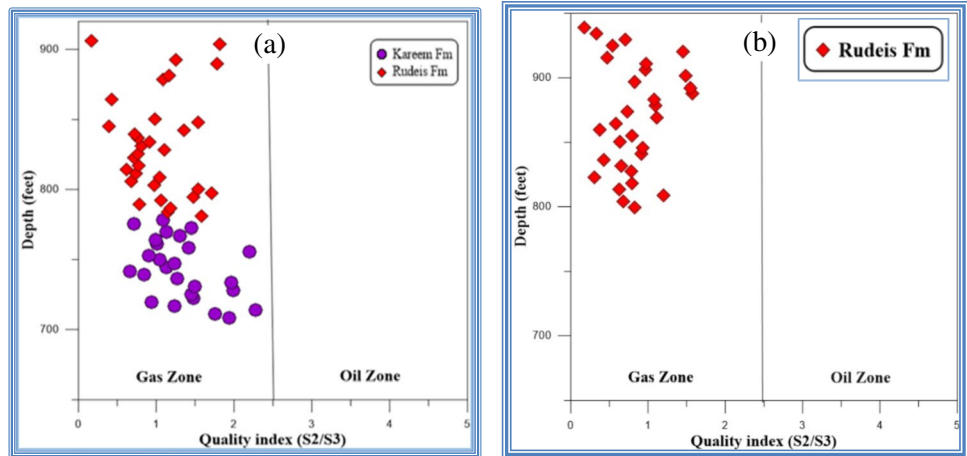 (a)
Kareem Fm
Rudeis Fm
900
800
700
Depth (feet)
Gas Zone
Oil Zone
0 1 2 3 4 5
Quality index (S2/S3)
(b)
Rudeis Fm
900
800
700
Depth (feet)
Gas Zone
Oil Zone
0 1 2 3 4 5
Quality index (S2/S3)